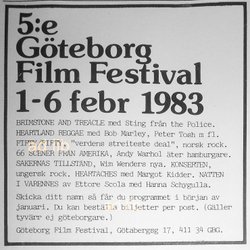 5:e
Göteborg
Film Festival
1-6 febr 1983
BRIMSTONE AND TREACLE med Sting från the Police.
HEARTLAND REGGAE med Bob Marley, Peter Tosh m fl.
"verdens streiteste deal", norsk rock.
66 SCENER FRÅN AMERIKA, Andy Warhol äter hamburgare.
SAKERNAS TILLSTÅND, Wim Wenders nya. KONSERTEN,
ungersk rock. HEARTACHES med Margot Kidder. NATTEN
I VARENNES av Ettore Scola med Hanna Schygulla.
Skicka ditt namn så får du programmet i början av
januari. Du kan beställa biljetter per post. (Gäller
tyvärr ej göteborgare.)
Göteborg Film Festival, Götabergsg 17, 411 34 GBG.